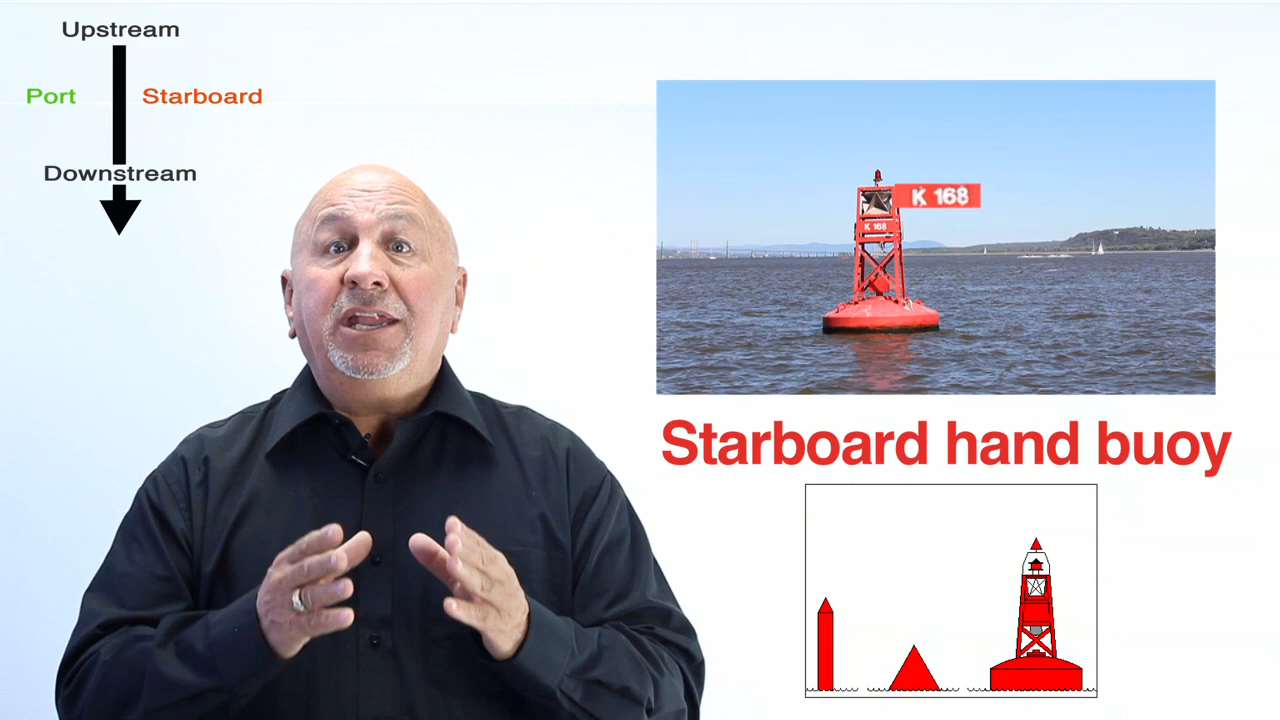 Upstream
Port
Starboard
Downstream
K 168
K 168
Starboard hand buoy